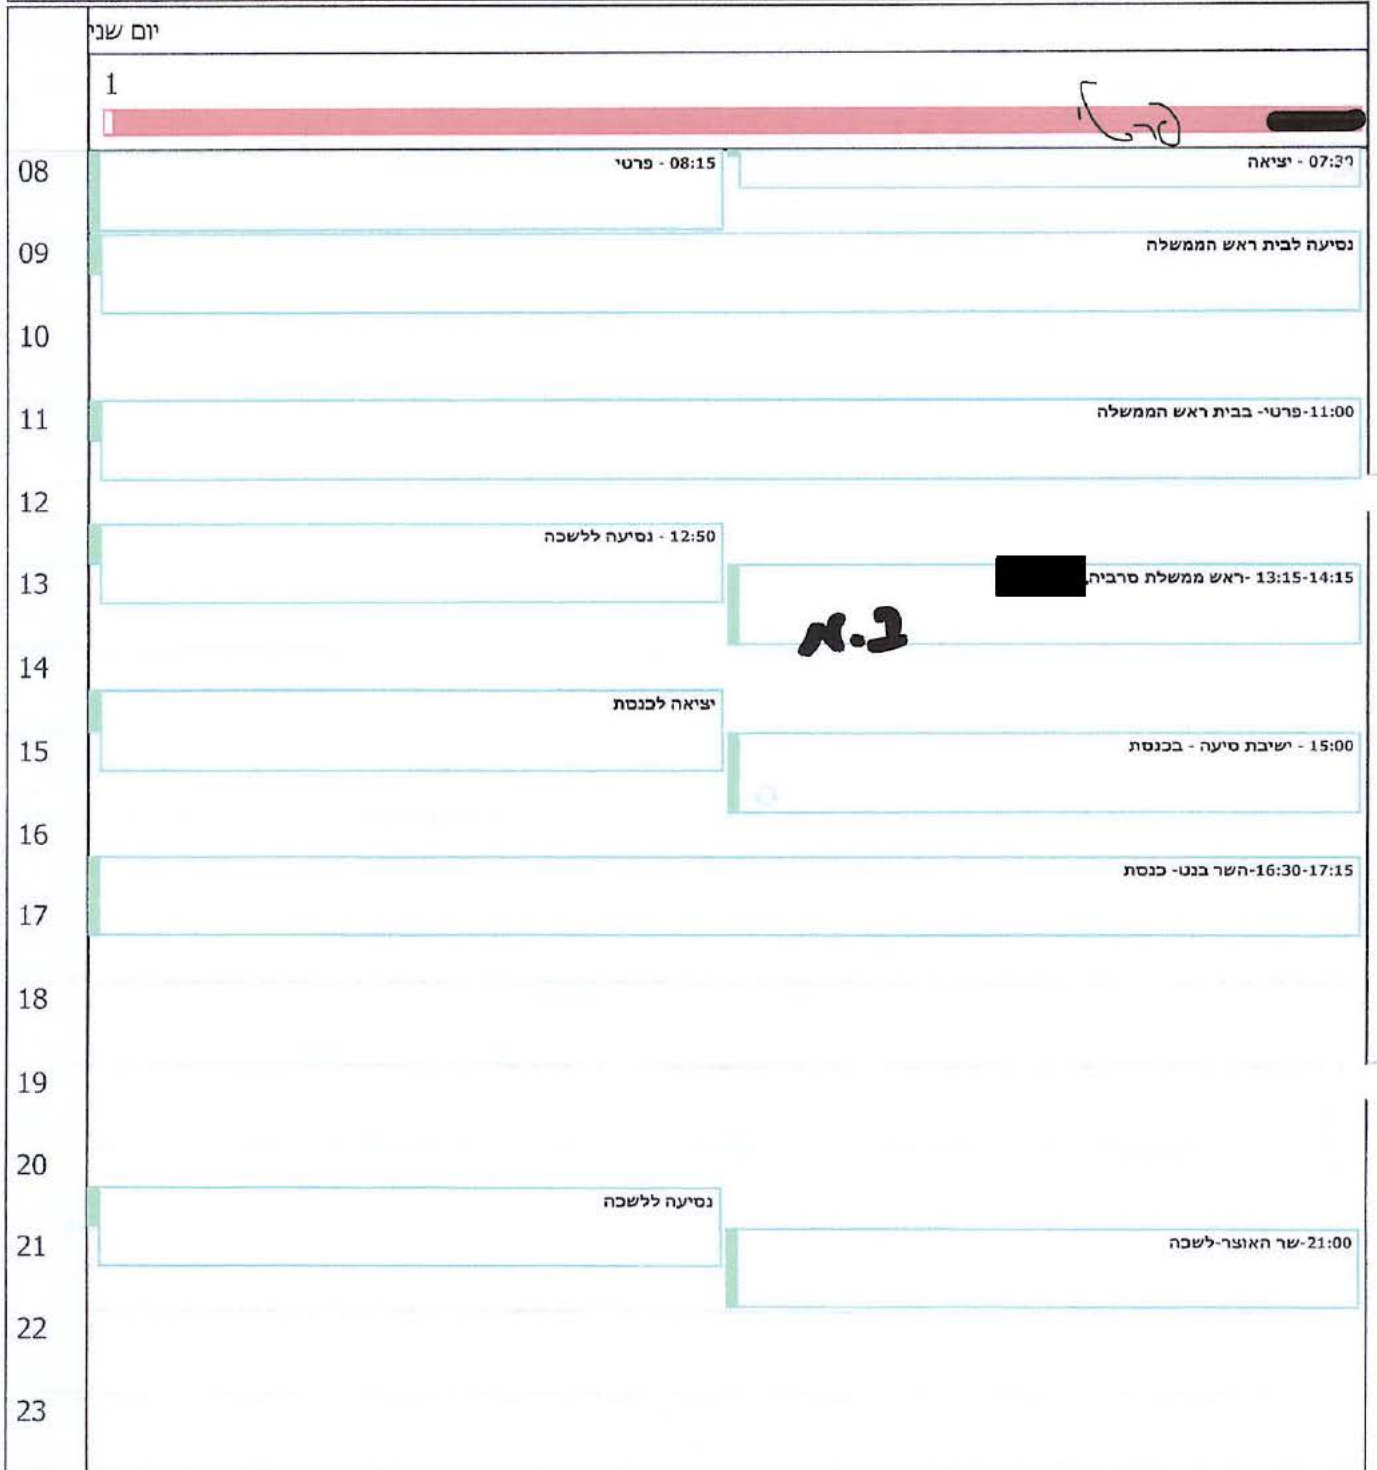 יום שני
1
פרטי
08
07:30 - יציאה
08:15 - פרטי
09
נסיעה לבית ראש הממשלה
10
11
11:00-פרטי- בבית ראש הממשלה
12
12:50 - נסיעה ללשכה
13
13:15-14:15 -ראש ממשלת סרביה
ב.א
14
יציאה לכנסת
15
15:00 - ישיבת סיעה - בכנסת
16
16:30-17:15-השר בנט- כנסת
17
18
19
20
נסיעה ללשכה
21
21:00-שר האוצר-לשכה
22
23